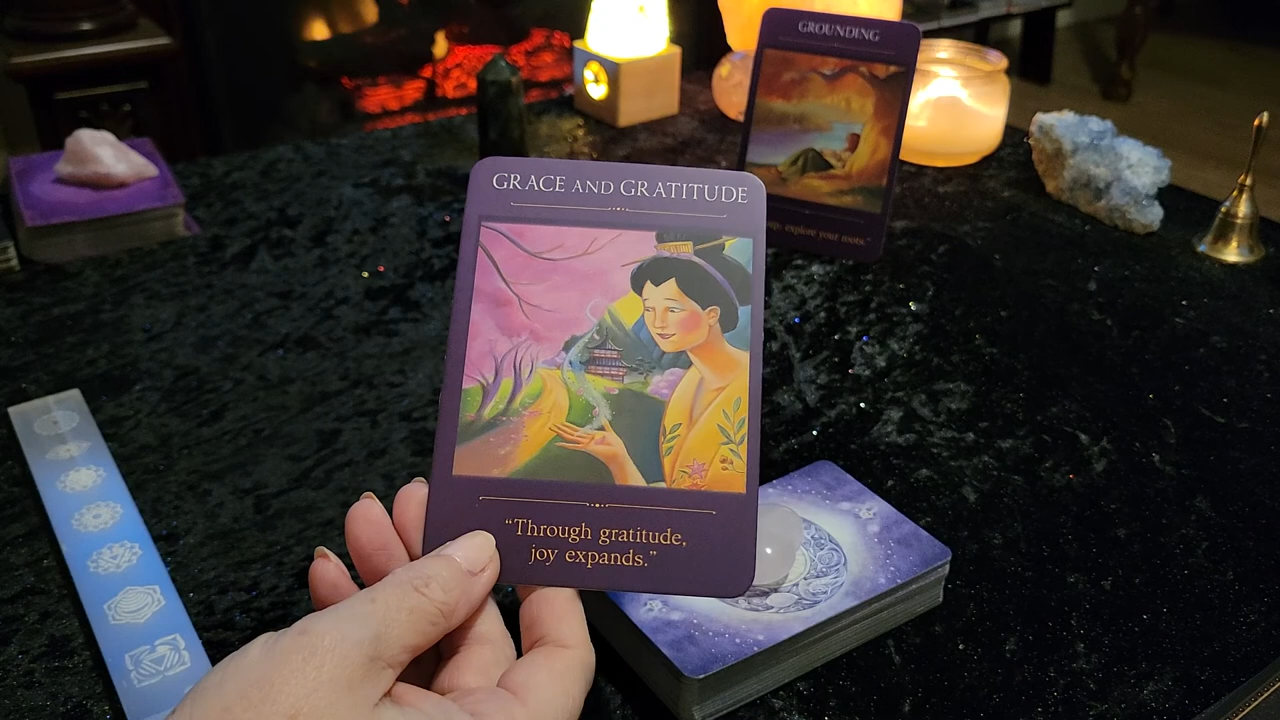 GROUNDING
explore your roots."
GRACE AND GRATITUDE
"Through gratitude,
joy expands."